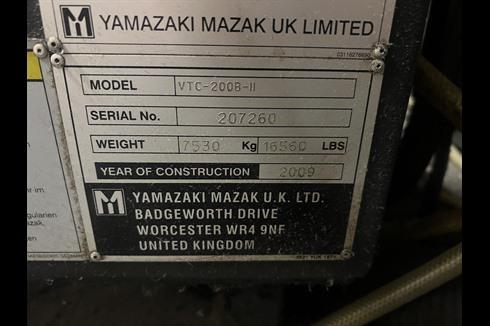 YAMAZAKI MAZAK UK LIMITED
MODEL VTC-200B-II
SERIAL No. 207260
WEIGHT 7530 Kg 16560 LBS
YEAR OF CONSTRUCTION 2009
YAMAZAKI MAZAK U.K. LTD.
BADGEWORTH DRIVE
WORCESTER WR4 9NF
UNITED KINGDOM